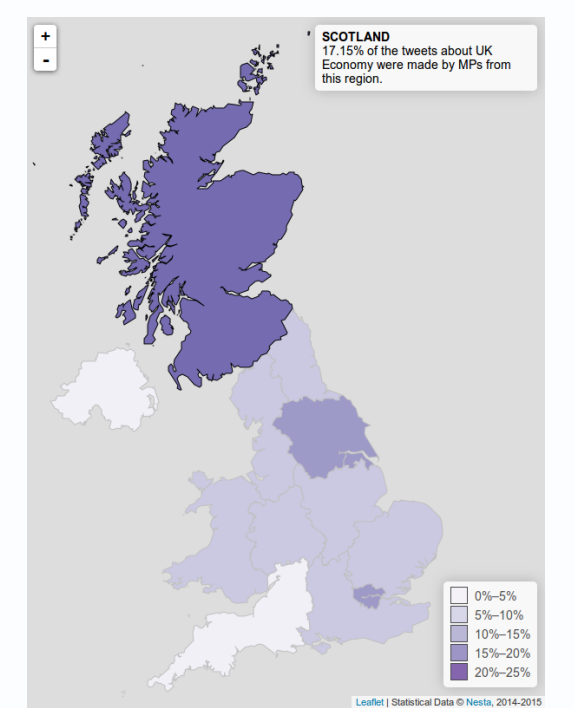 +
-
SCOTLAND
17.15% of the tweets about UK
Economy were made by MPs from
this region.
0%–5%
5%–10%
10%–15%
15%–20%
20%–25%
Leaflet | Statistical Data © Nesta, 2014-2015